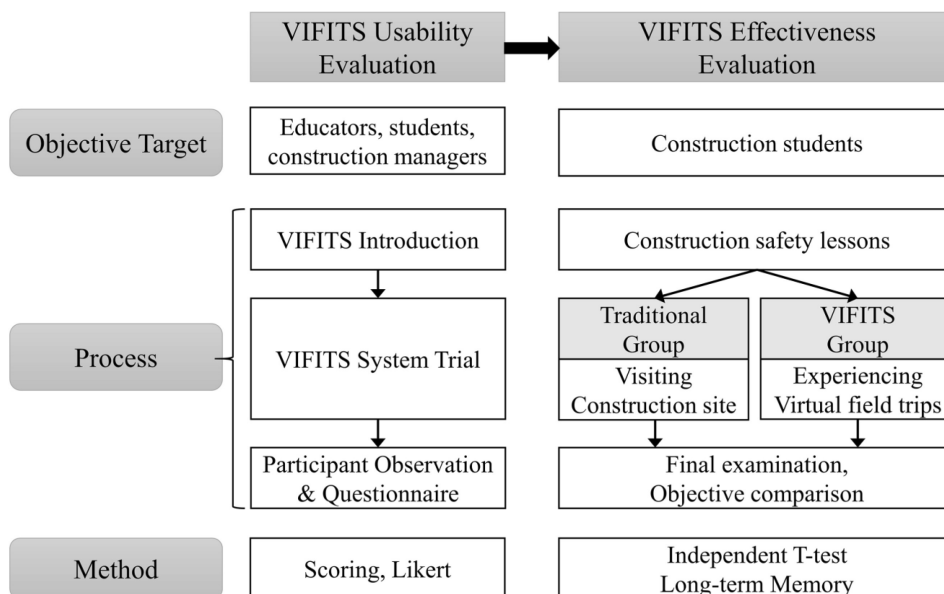 VIFITS Usability
Evaluation
VIFITS Effectiveness
Evaluation
Objective Target
Educators, students,
construction managers
Construction students
Process
VIFITS Introduction
VIFITS System Trial
Participant Observation
& Questionnaire
Construction safety lessons
Traditional
Group
Visiting
Construction site
VIFITS
Group
Experiencing
Virtual field trips
Final examination,
Objective comparison
Method
Scoring, Likert
Independent T-test
Long-term Memory